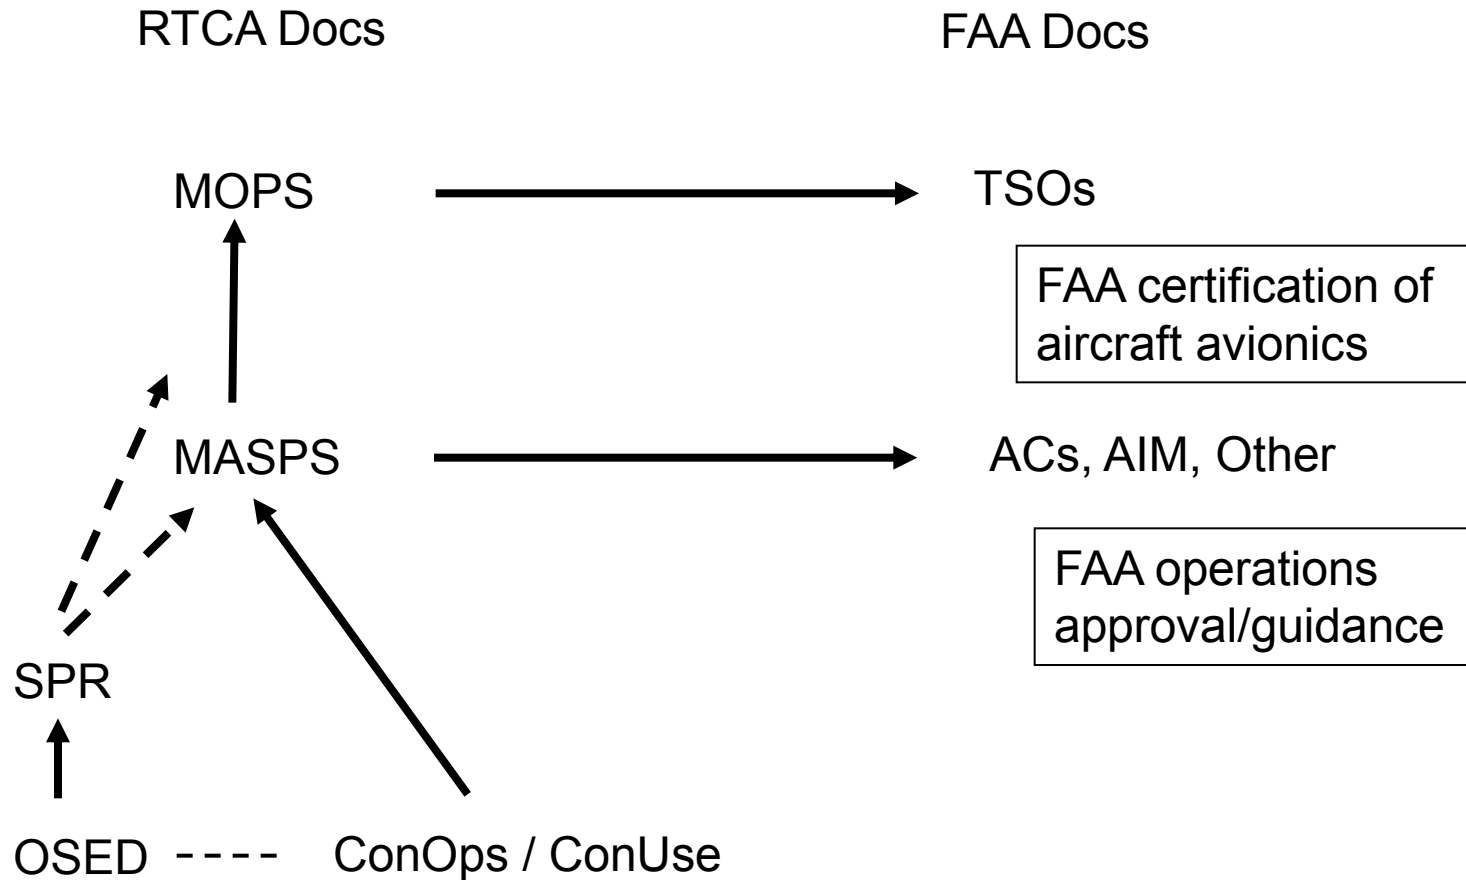 RTCA Docs
FAA Docs
MOPS
TSOs
FAA certification of
aircraft avionics
MASPS
ACs, AIM, Other
FAA operations
approval/guidance
SPR
OSED ---- ConOps / ConUse